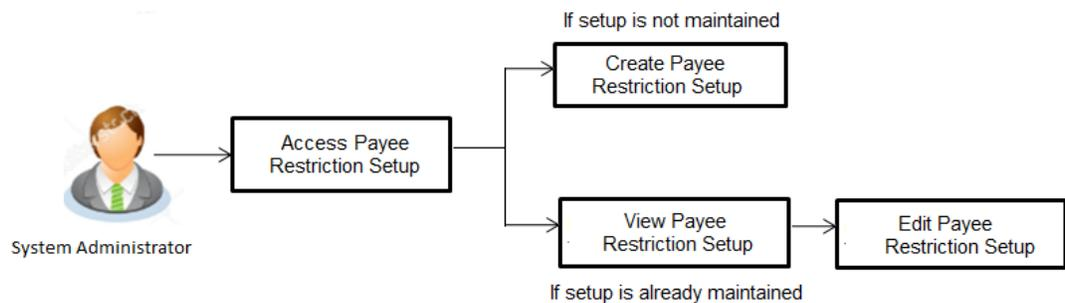 If setup is not maintained
Create Payee
Restriction Setup
Access Payee
Restriction Setup
System Administrator
View Payee
Restriction Setup
Edit Payee
Restriction Setup
If setup is already maintained